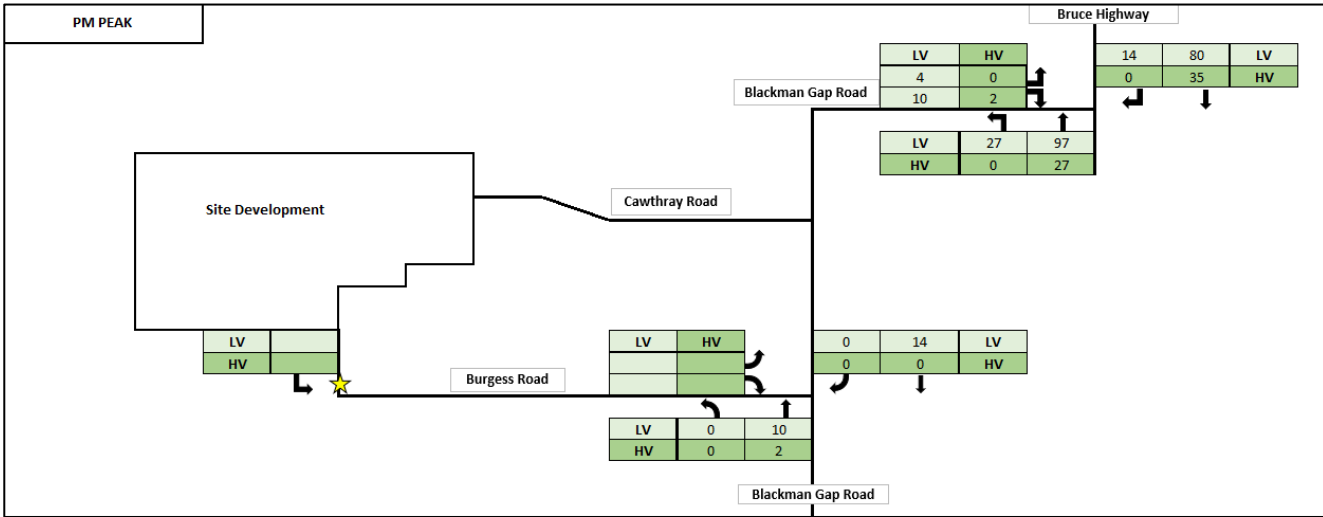 PM PEAK
Bruce Highway
LV HV
4 0
10 2
14 80 LV
0 35 HV
Blackman Gap Road
LV 27 97
HV 0 27
Cawthray Road
Site Development
LV
HV
LV HV
0 14 LV
0 0 HV
Burgess Road
LV 0 10
HV 0 2
Blackman Gap Road